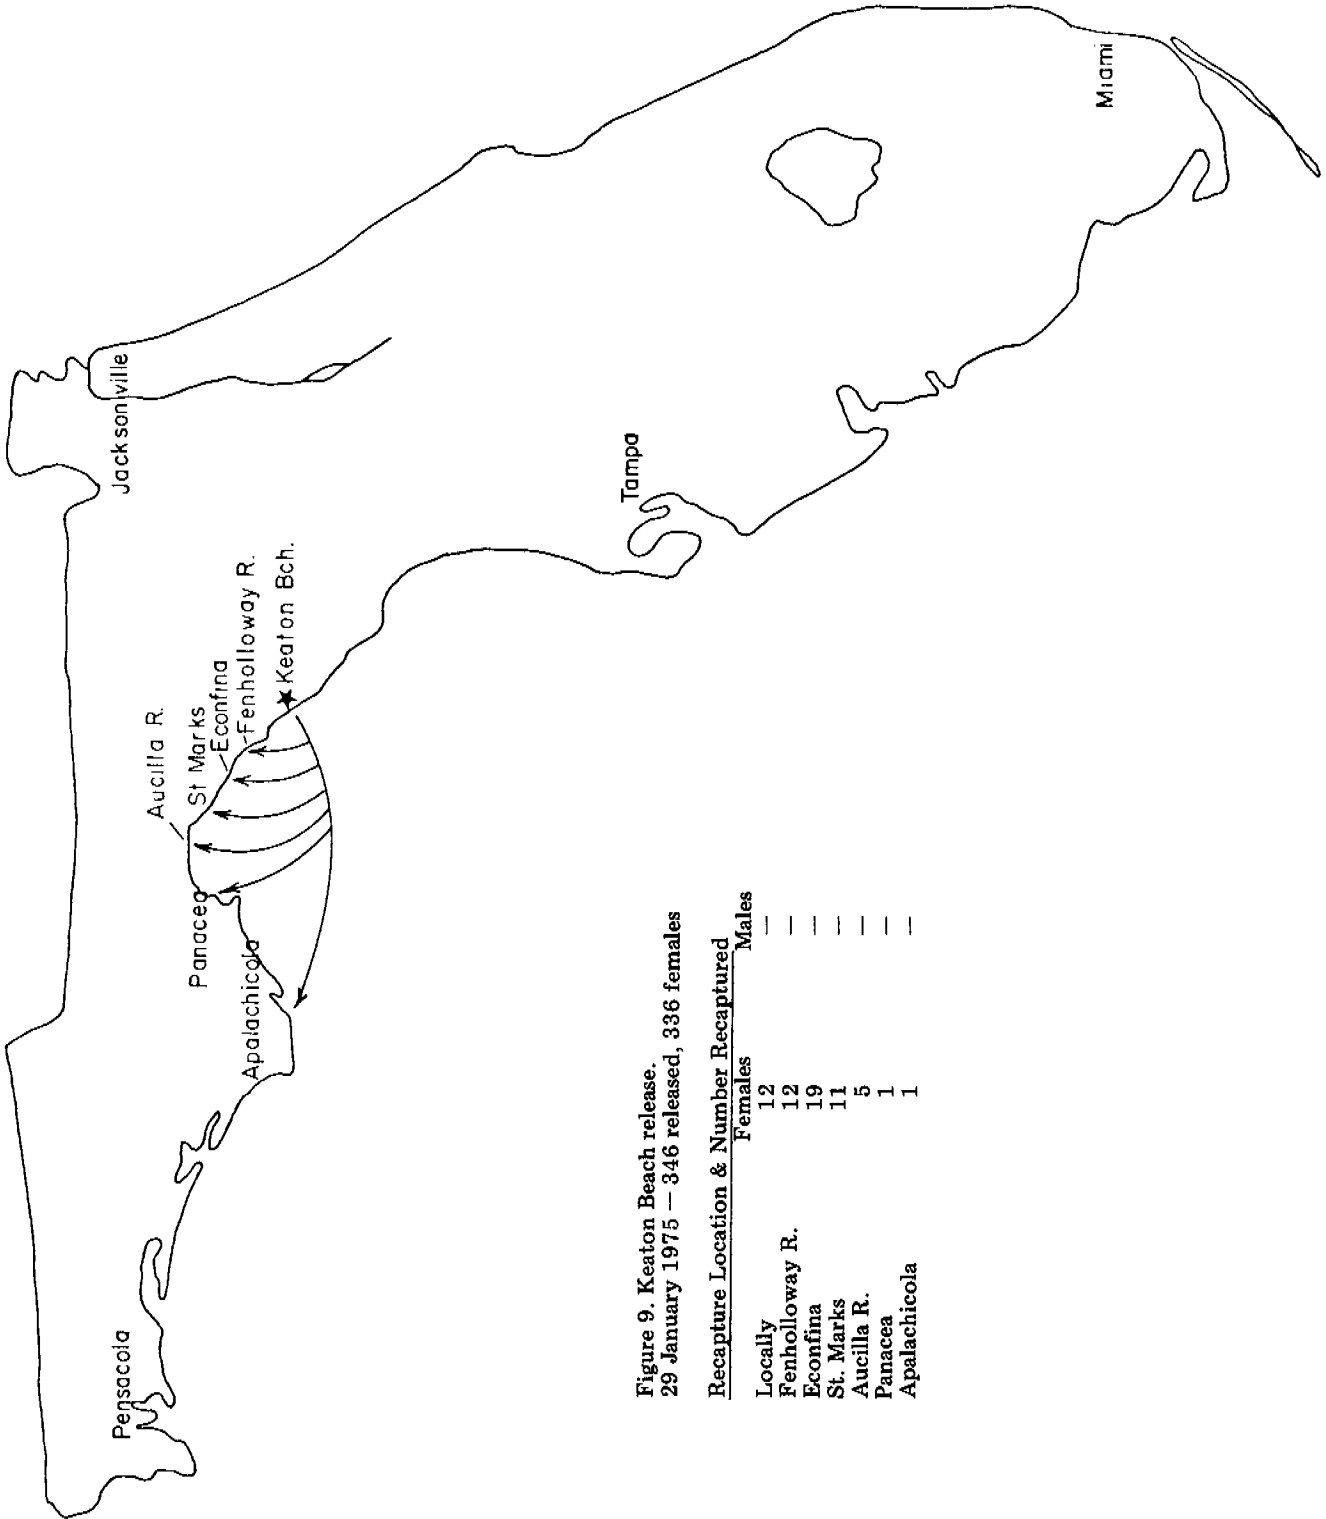 Pensacola
Panacea
Apalachicola
Aucilla R.
St Marks
Econfina
Fenholloway R.
Keaton Bch.
Jacksonville
Tampa
Miami
Figure 9. Keaton Beach release.
29 January 1975 — 346 released, 336 females
Recapture Location & Number Recaptured
Females Males
Locally 12 —
Fenholloway R. 12 —
Econfina 19 —
St. Marks 11 —
Aucilla R. 5 —
Panacea 1 —
Apalachicola 1 —